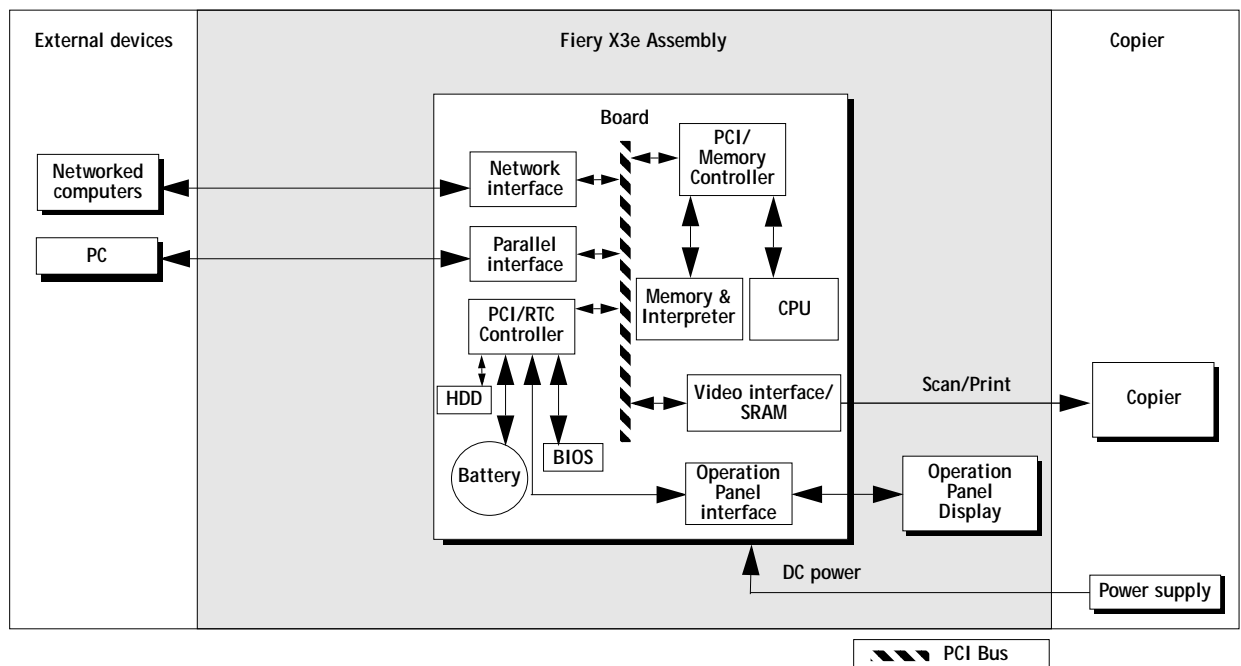 External devices
Fiery X3e Assembly
Copier
Board
Networked
computers
Network
interface
PCI/
Memory
Controller
PC
Parallel
interface
Memory &
Interpreter
CPU
PCI/RTC
Controller
HDD
Battery
BIOS
Video interface/
SRAM
Scan/Print
Copier
Operation
Panel
interface
Operation
Panel
Display
DC power
Power supply
PCI Bus